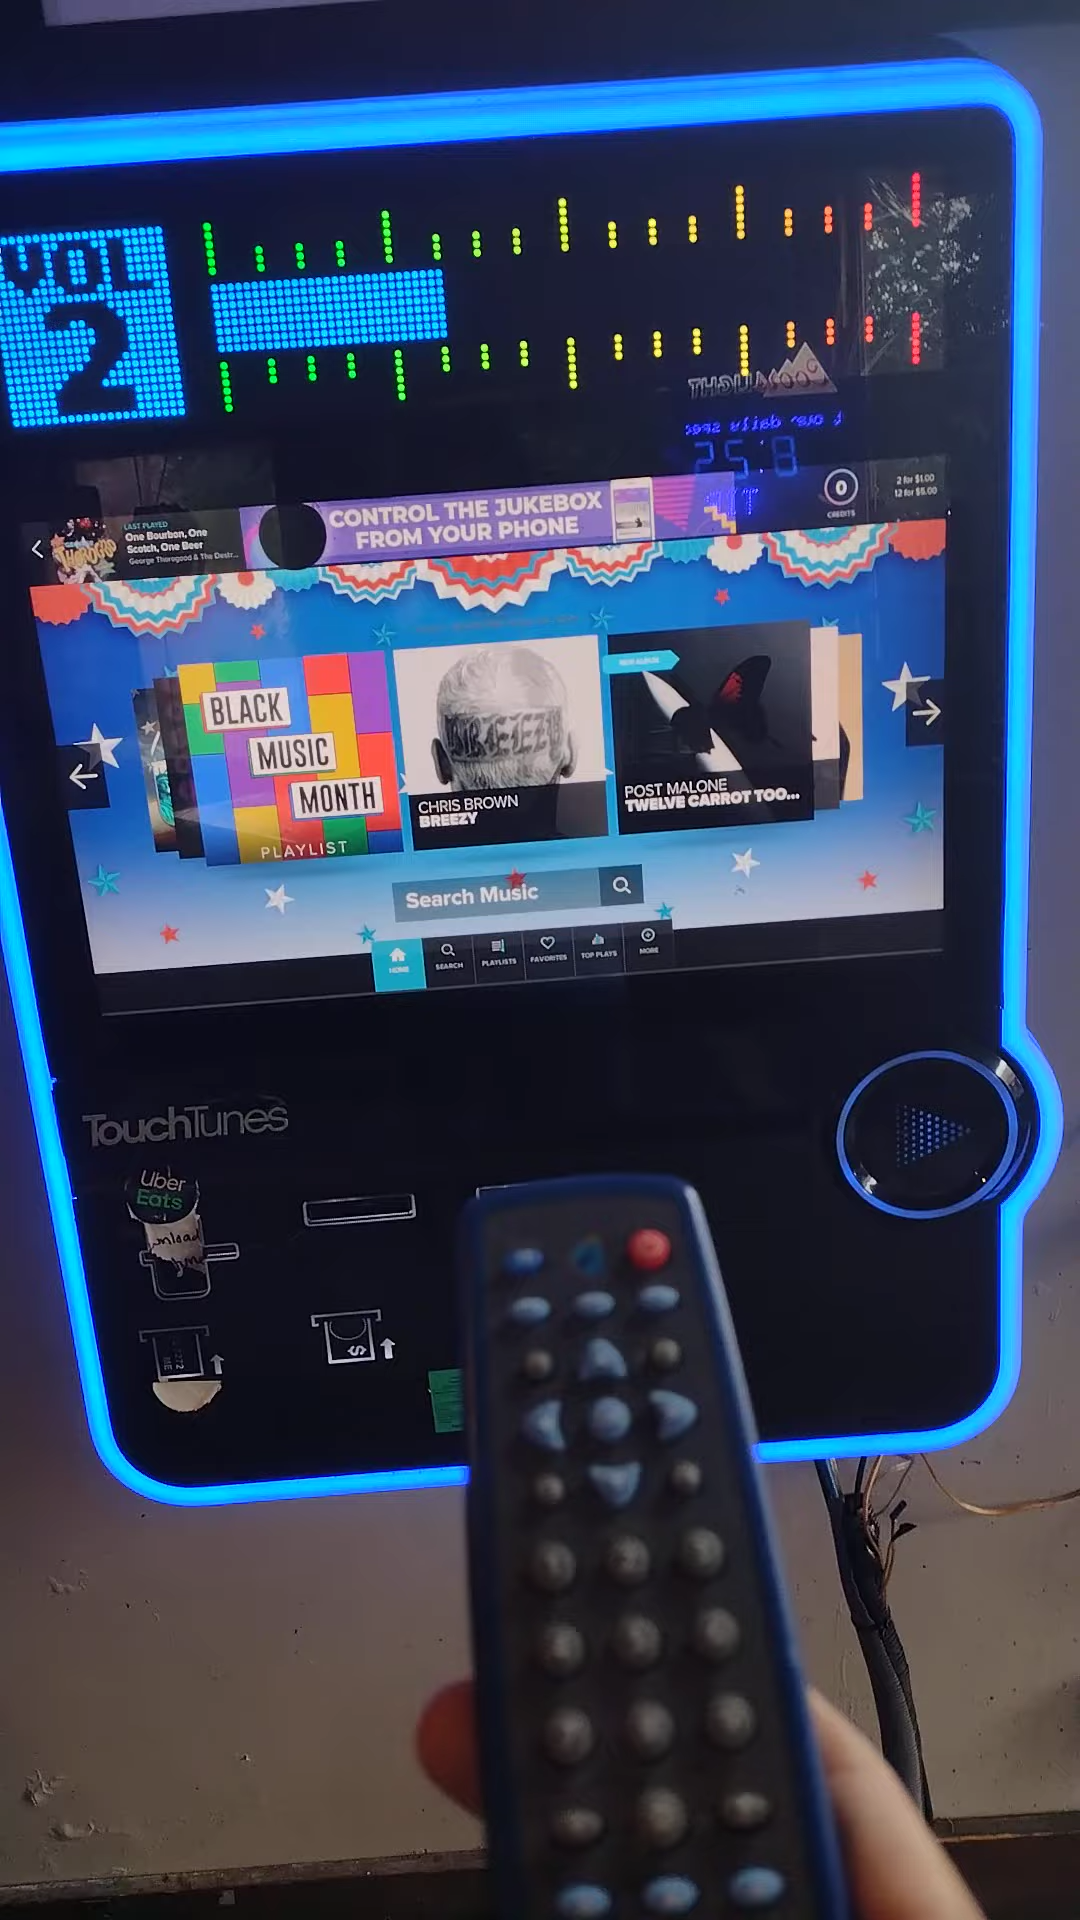 VOL
2
LAST PLAYED
One Bourbon, One
Scotch, One Beer
George Thorogood & The Destr...
CONTROL THE JUKEBOX
FROM YOUR PHONE
0
CREDITS
2 for $1.00
12 for $5.00
BLACK
MUSIC
MONTH
PLAYLIST
BREEZY
CHRIS BROWN
BREEZY
NEW ALBUM
POST MALONE
TWELVE CARROT TOO...
Search Music
HOME
SEARCH
PLAYLISTS
FAVORITES
TOP PLAYS
MORE
TouchTunes
Uber
Eats
$